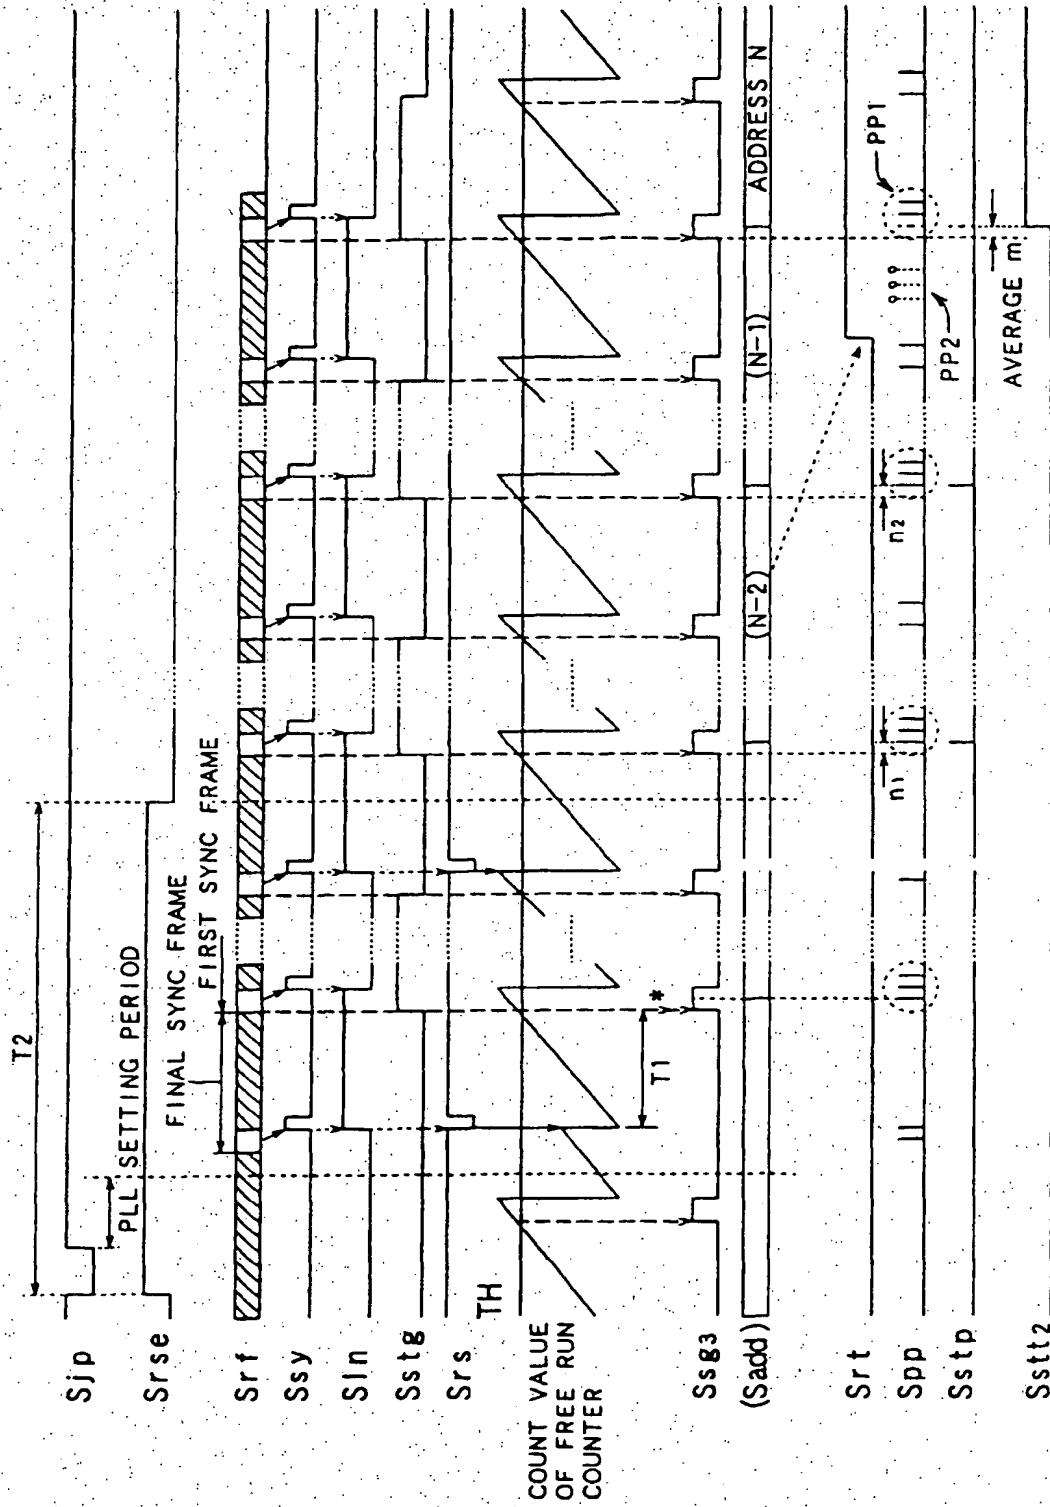 Sjp
Srse
T2
PLL SETTING PERIOD
FINAL SYNC FRAME
FIRST SYNC FRAME
Srf
Ssy
Sln
Sstg
Srs
TH
COUNT VALUE
OF FREE RUN
COUNTER
T1
*
Ssg3
(Sadd)
(N-2)
(N-1)
ADDRESS N
Srt
Spp
n1
n2
PP2
PP1
Sstp
AVERAGE m
Sstt2